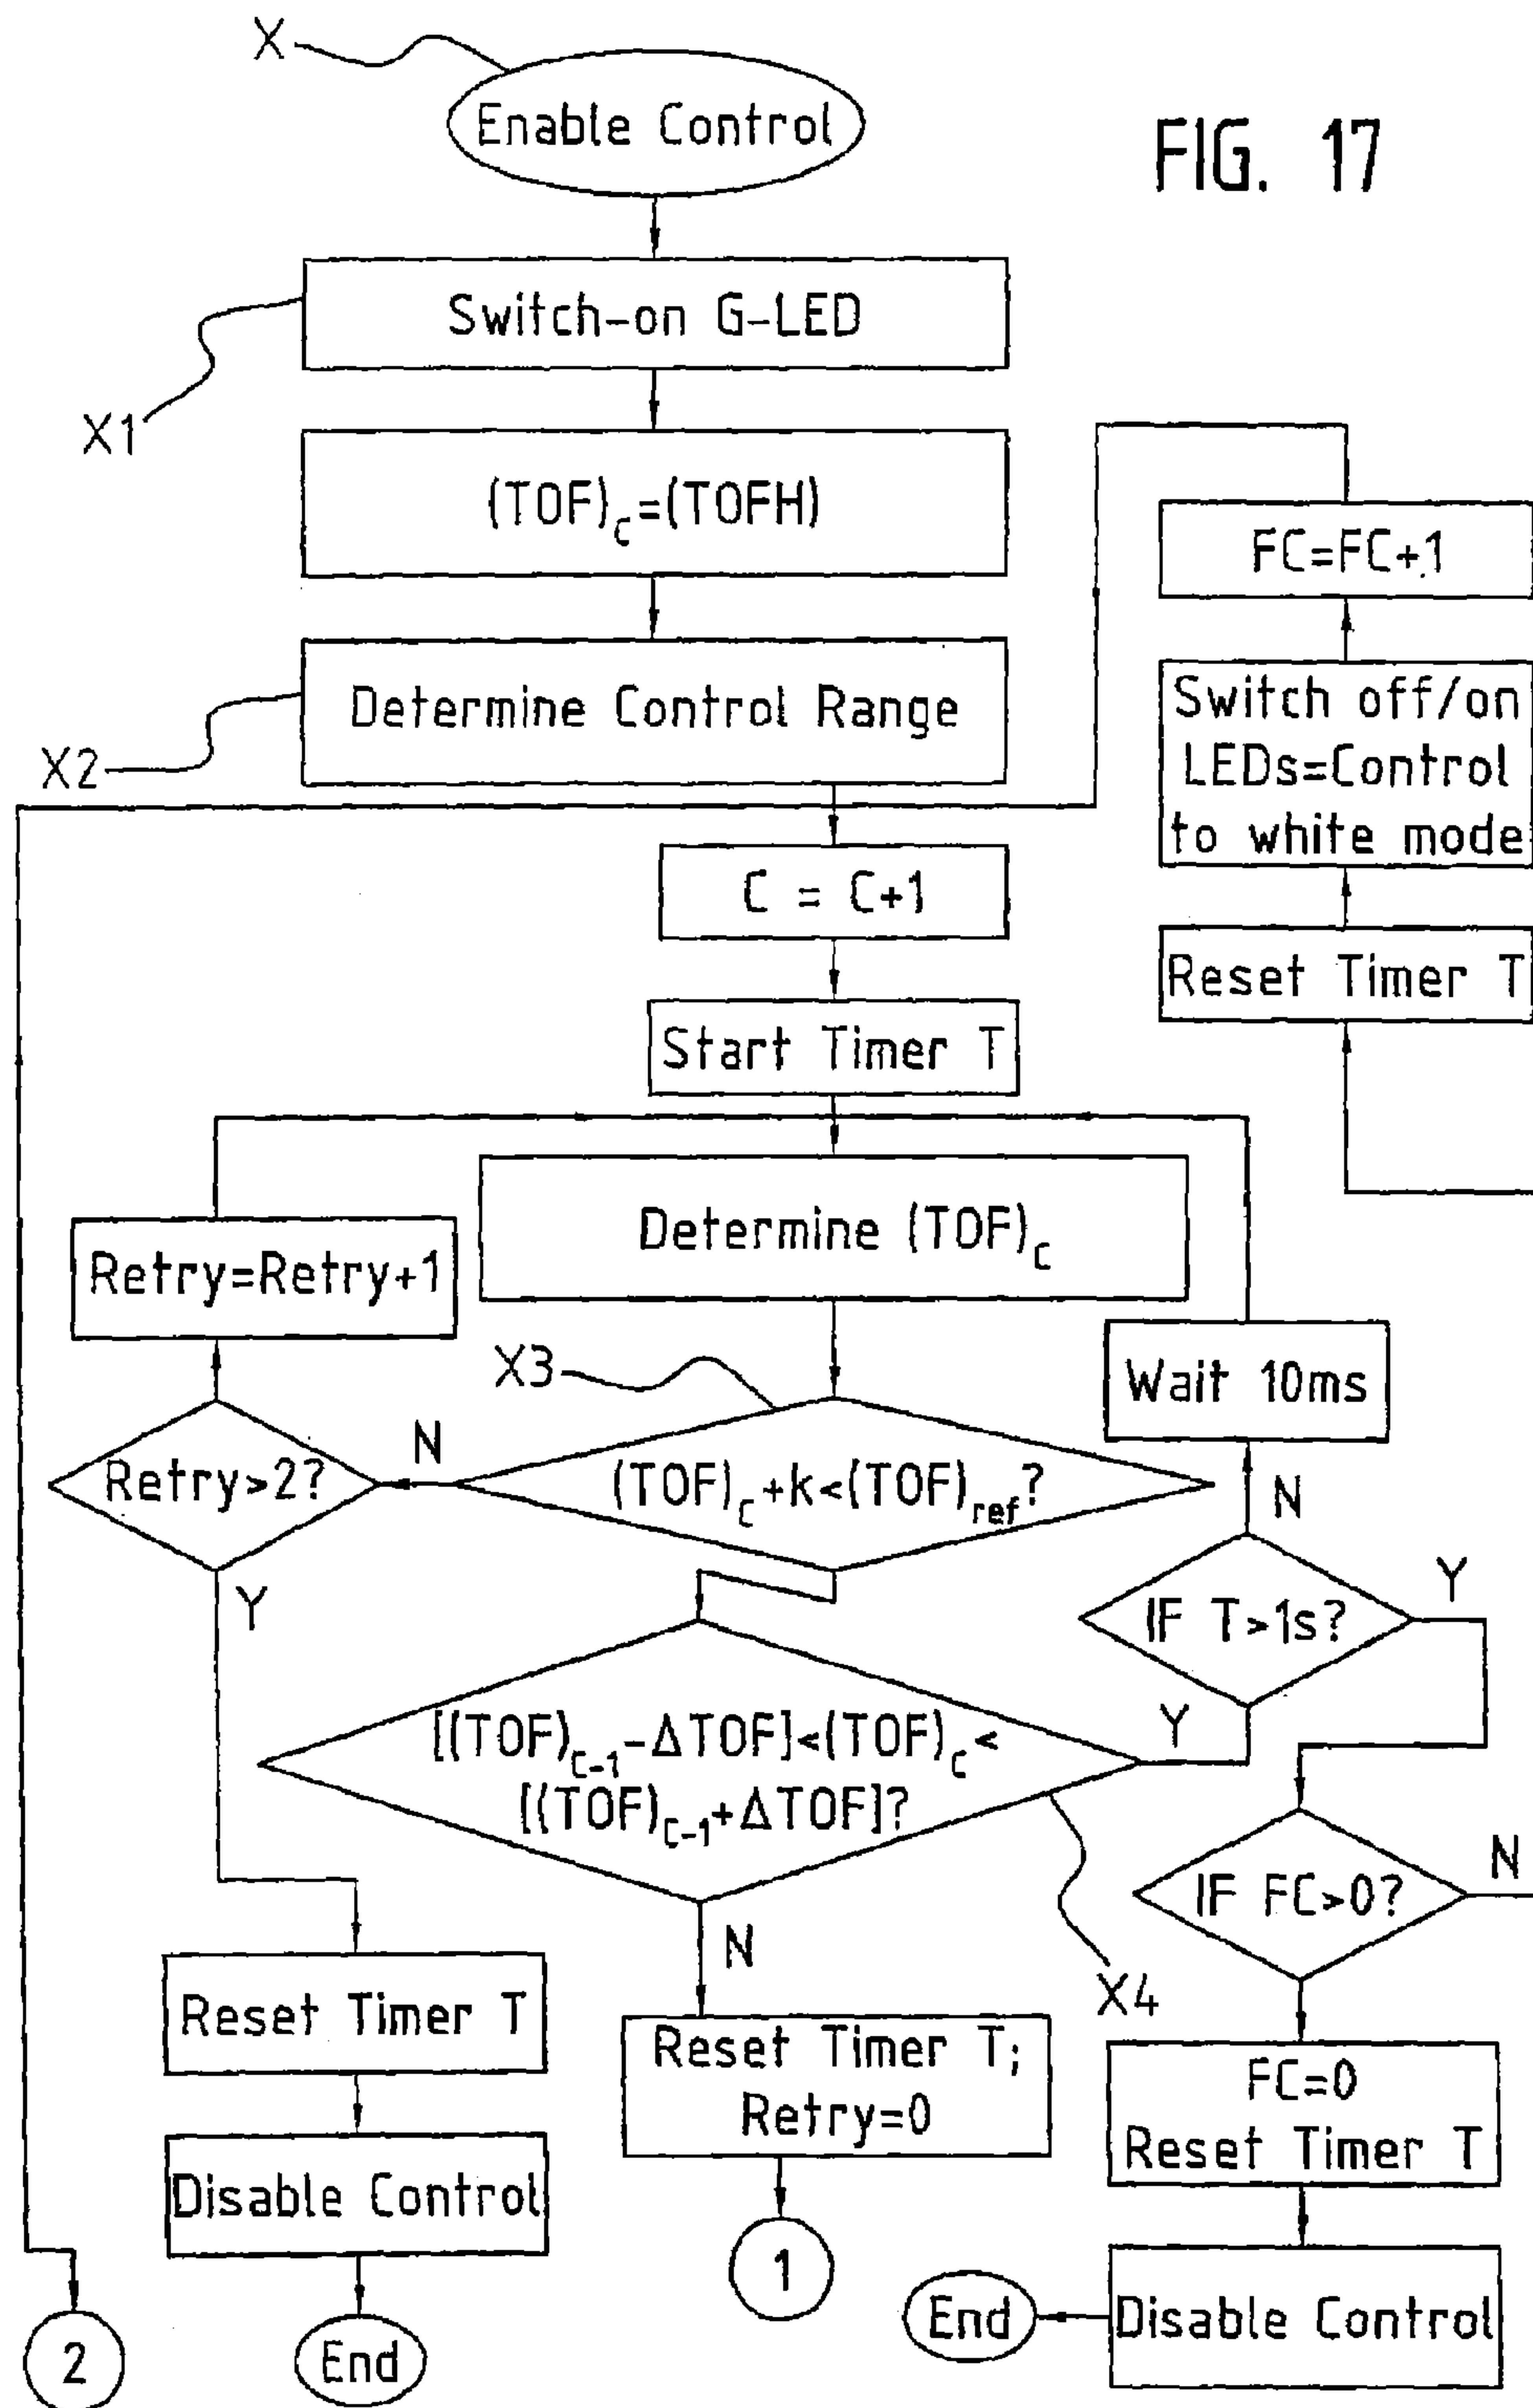 X
Enable Control
FIG. 17
Switch-on G-LED
X1
(TOF)c=(TOFH)
FC=FC+1
Determine Control Range
X2
Switch off/on
LEDs=Control
to white mode
C = C+1
Reset Timer T
Start Timer T
Determine (TOF)c
Retry=Retry+1
X3
Wait 10ms
Retry>2?
N
(TOF)c+k<(TOF)ref?
N
Y
IF T>1s?
Y
[(TOF)c-1-ΔTOF]<(TOF)c<
[(TOF)c-1+ΔTOF]?
Y
IF FC>0?
N
N
X4
Reset Timer T
Reset Timer T;
Retry=0
FC=0
Reset Timer T
Disable Control
1
End
Disable Control
2
End